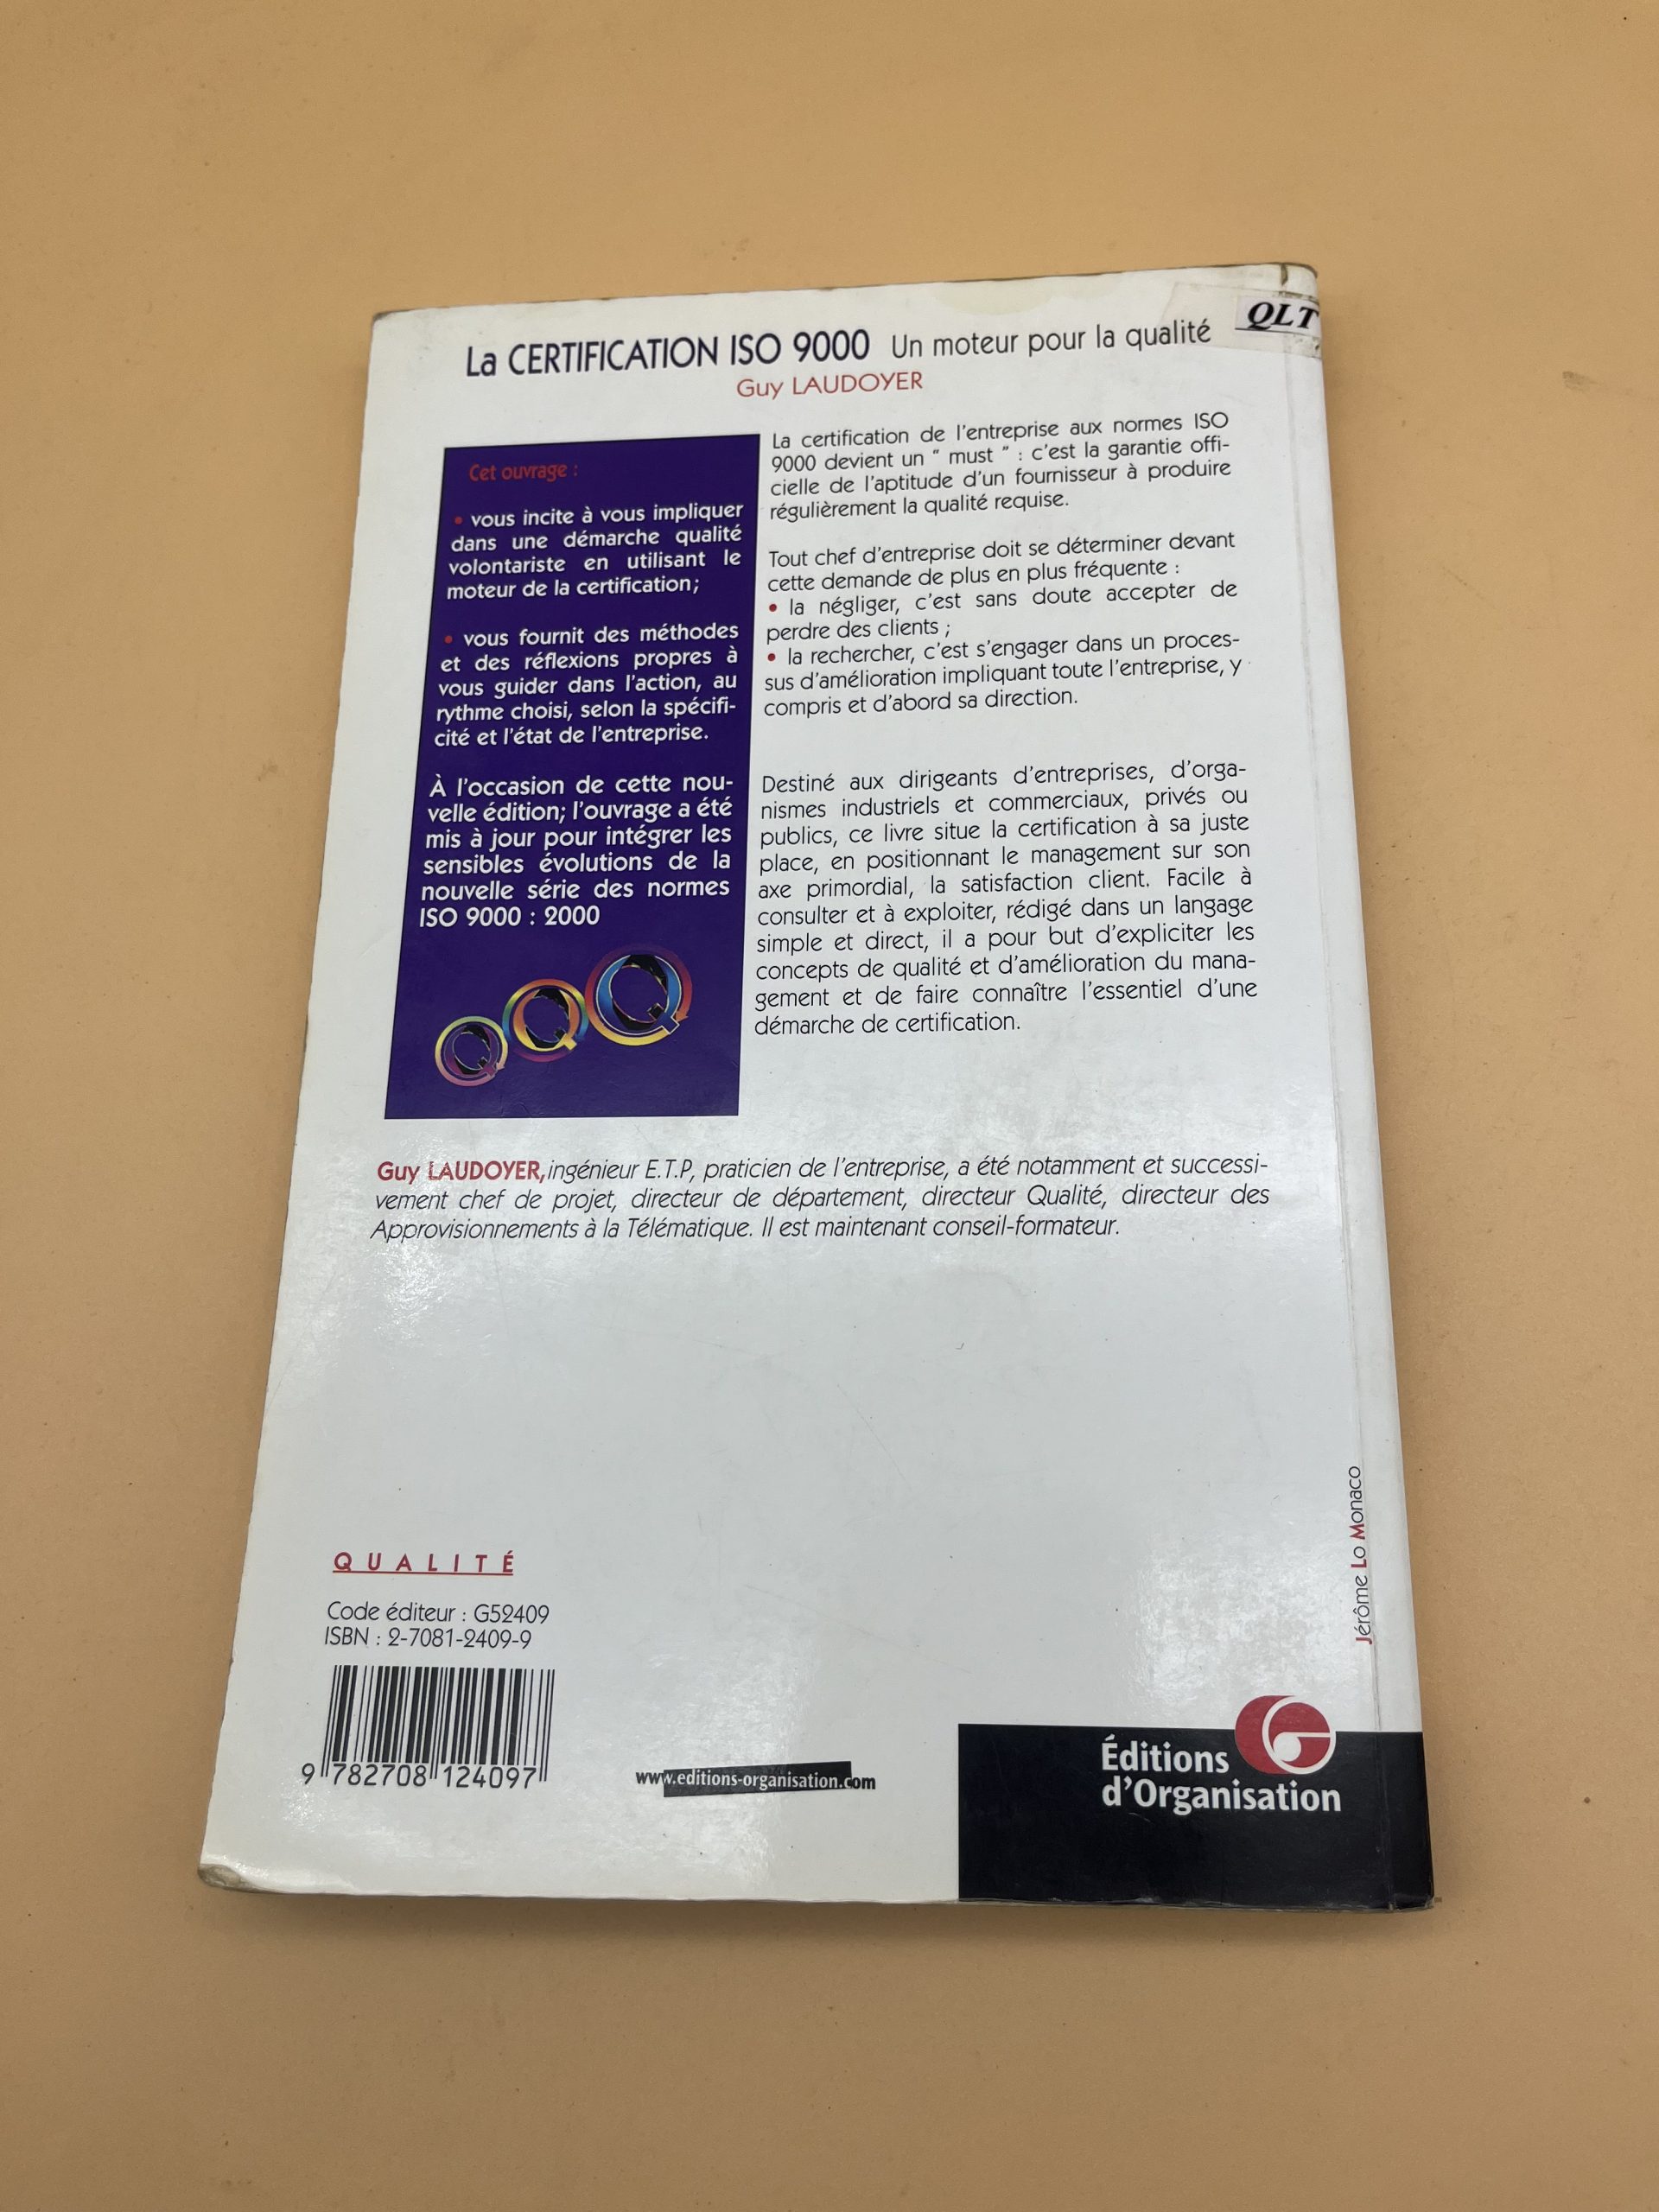 QLT
La CERTIFICATION ISO 9000 Un moteur pour la qualité
Guy LAUDOYER
Cet ouvrage :
• vous incite à vous impliquer
dans une démarche qualité
volontariste en utilisant le
moteur de la certification;
• vous fournit des méthodes
et des réflexions propres à
vous guider dans l'action, au
rythme choisi, selon la spécifi-
cité et l'état de l'entreprise.
À l'occasion de cette nou-
velle édition; l'ouvrage a été
mis à jour pour intégrer les
sensibles évolutions de la
nouvelle série des normes
ISO 9000 : 2000
La certification de l'entreprise aux normes ISO
9000 devient un " must " : c'est la garantie offi-
cielle de l'aptitude d'un fournisseur à produire
régulièrement la qualité requise.
Tout chef d'entreprise doit se déterminer devant
cette demande de plus en plus fréquente :
• la négliger, c'est sans doute accepter de
perdre des clients ;
• la rechercher, c'est s'engager dans un proces-
sus d'amélioration impliquant toute l'entreprise, y
compris et d'abord sa direction.
Destiné aux dirigeants d'entreprises, d'orga-
nismes industriels et commerciaux, privés ou
publics, ce livre situe la certification à sa juste
place, en positionnant le management sur son
axe primordial, la satisfaction client. Facile à
consulter et à exploiter, rédigé dans un langage
simple et direct, il a pour but d'expliciter les
concepts de qualité et d'amélioration du mana-
gement et de faire connaître l'essentiel d'une
démarche de certification.
Q Q Q
Guy LAUDOYER, ingénieur E.T.P, praticien de l'entreprise, a été notamment et successi-
vement chef de projet, directeur de département, directeur Qualité, directeur des
Approvisionnements à la Télématique. Il est maintenant conseil-formateur.
Jérôme Lo Monaco
QUALITÉ
Code éditeur : G52409
ISBN : 2-7081-2409-9
9 782708 124097
www.editions-organisation.com
Éditions
d'Organisation